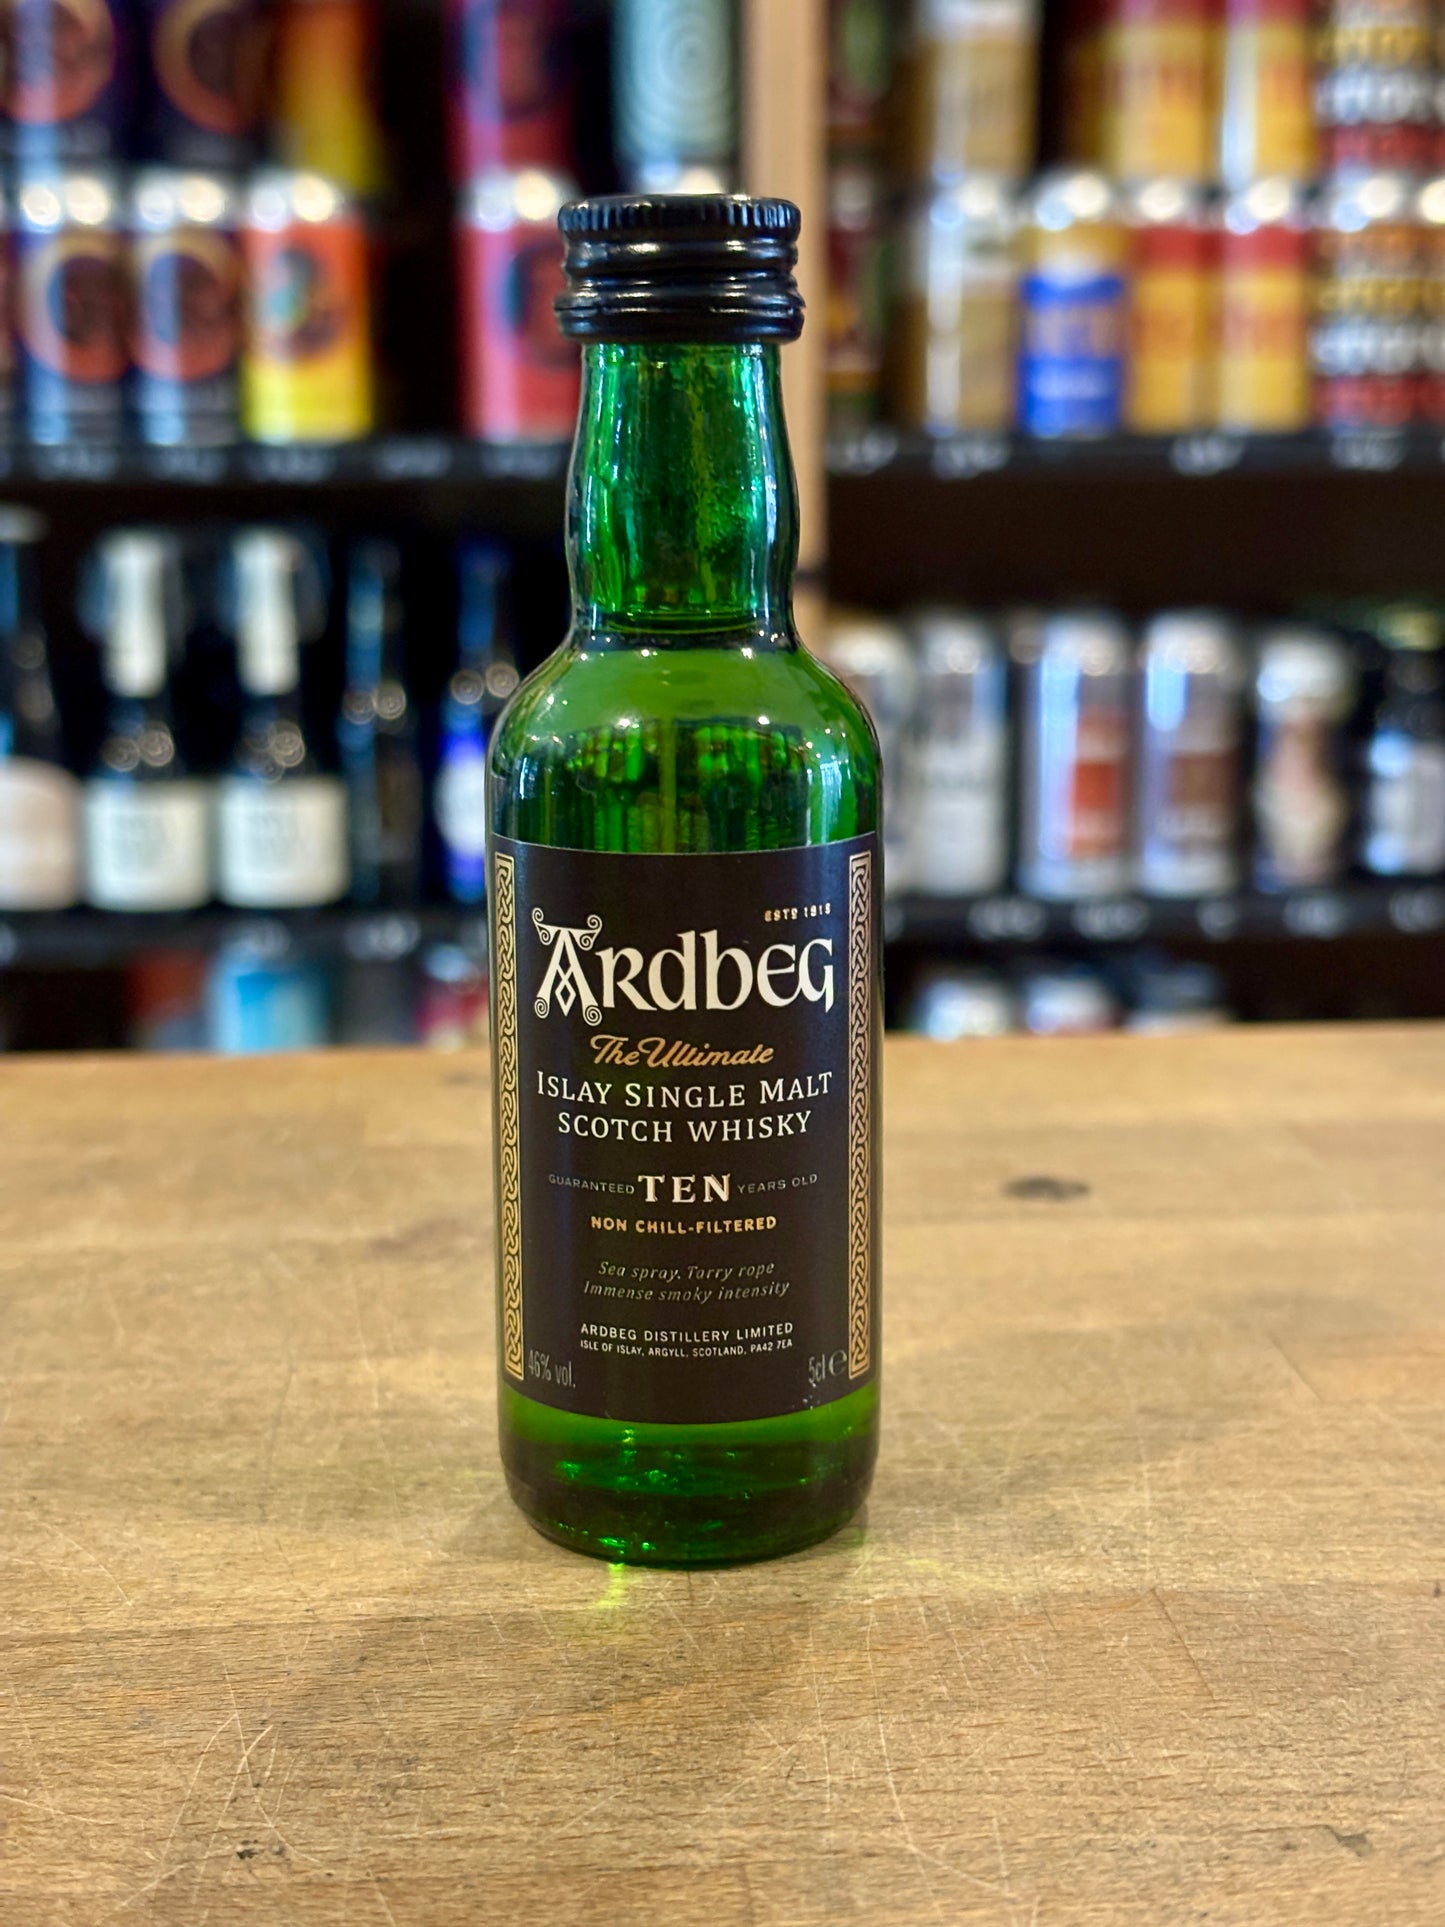 ESTD 1815
ARDBEG
The Ultimate
ISLAY SINGLE MALT
SCOTCH WHISKY
GUARANTEED TEN YEARS OLD
NON CHILL-FILTERED
Sea spray. Tarry rope
Immense smoky intensity
ARDBEG DISTILLERY LIMITED
ISLE OF ISLAY, ARGYLL, SCOTLAND, PA42 7EA
46% vol.
5cl e